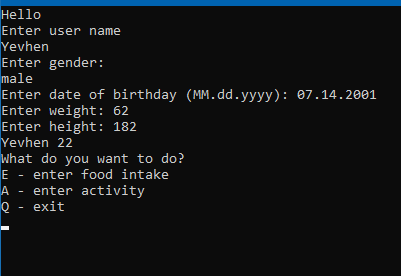 Hello
Enter user name
Yevhen
Enter gender:
male
Enter date of birthday (MM.dd.yyyy): 07.14.2001
Enter weight: 62
Enter height: 182
Yevhen 22
What do you want to do?
E - enter food intake
A - enter activity
Q - exit